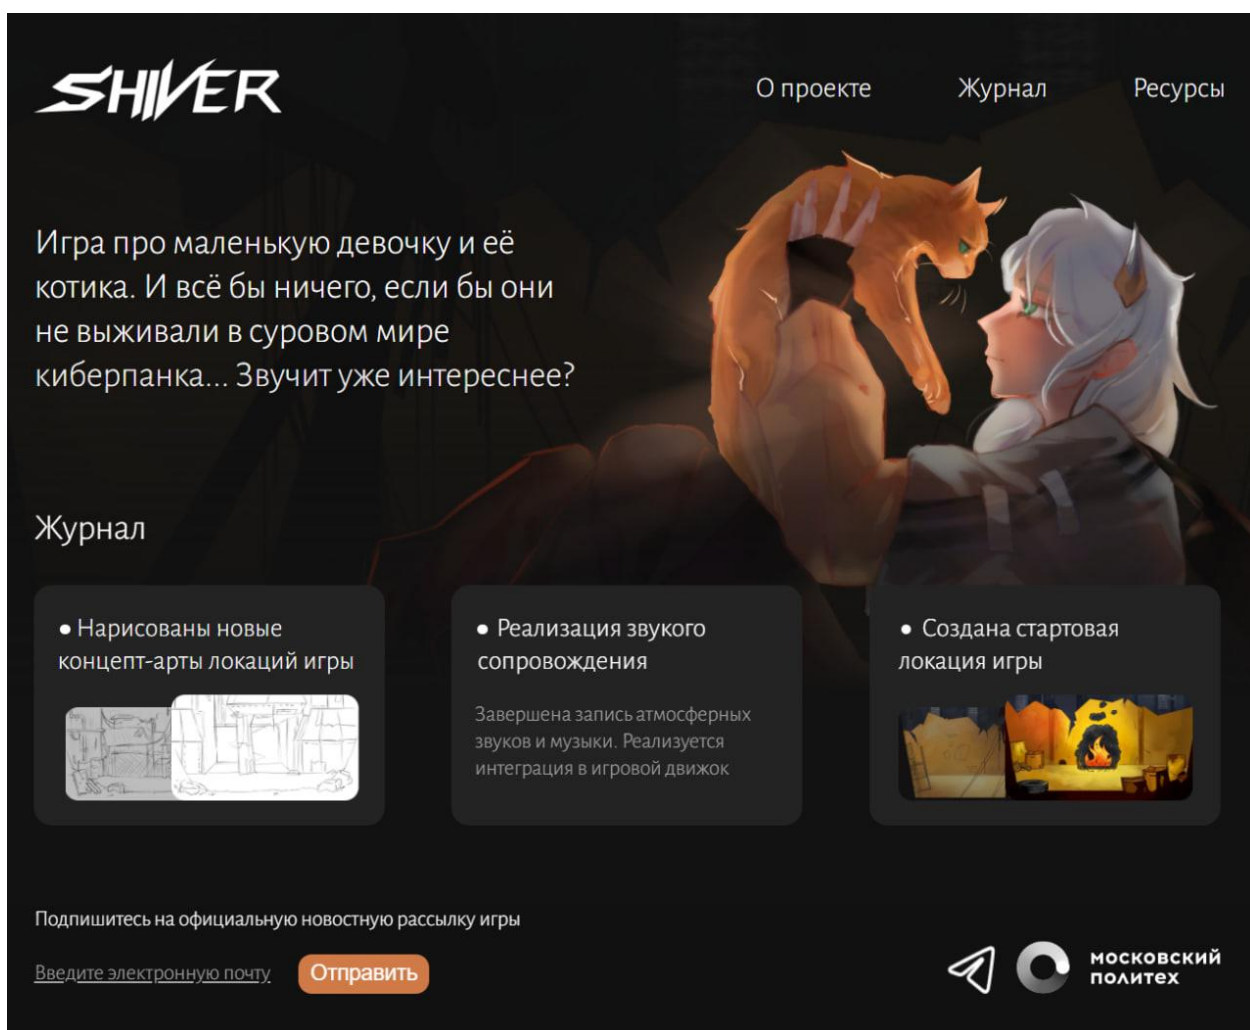 SHIVER
О проекте Журнал Ресурсы
Игра про маленькую девочку и её
котика. И всё бы ничего, если бы они
не выживали в суровом мире
киберпанка... Звучит уже интереснее?
Журнал
● Нарисованы новые
концепт-арты локаций игры
● Реализация звукого
сопровождения
Завершена запись атмосферных
звуков и музыки. Реализуется
интеграция в игровой движок
● Создана стартовая
локация игры
Подпишитесь на официальную новостную рассылку игры
Введите электронную почту Отправить
московский
политех